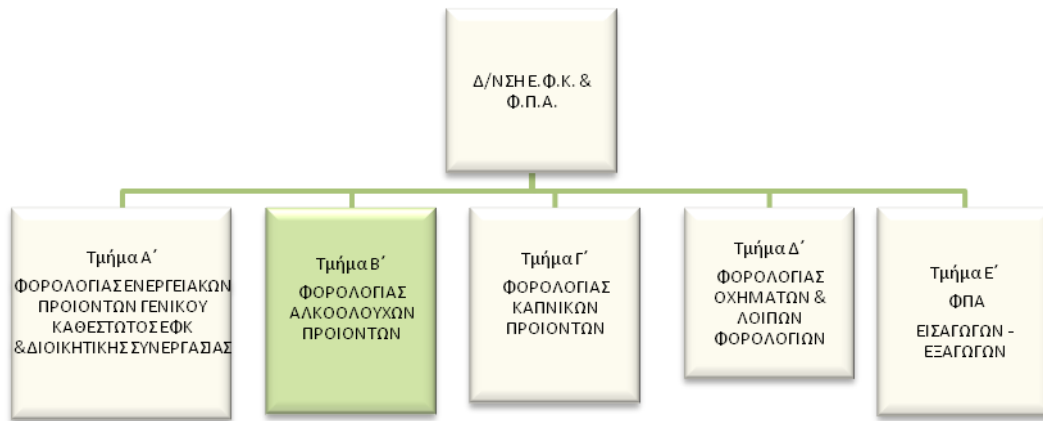 Δ/ΝΣΗ Ε.Φ.Κ. &
Φ.Π.Α.
Τμήμα Α΄
ΦΟΡΟΛΟΓΙΑΣ ΕΝΕΡΓΕΙΑΚΩΝ
ΠΡΟΙΟΝΤΩΝ ΓΕΝΙΚΟΥ
ΚΑΘΕΣΤΩΤΟΣ ΕΦΚ
& ΔΙΟΙΚΗΤΙΚΗΣ ΣΥΝΕΡΓΑΣΙΑΣ
Τμήμα Β΄
ΦΟΡΟΛΟΓΙΑΣ
ΑΛΚΟΟΛΟΥΧΩΝ
ΠΡΟΙΟΝΤΩΝ
Τμήμα Γ΄
ΦΟΡΟΛΟΓΙΑΣ
ΚΑΠΝΙΚΩΝ
ΠΡΟΙΟΝΤΩΝ
Τμήμα Δ΄
ΦΟΡΟΛΟΓΙΑΣ
ΟΧΗΜΑΤΩΝ &
ΛΟΙΠΩΝ
ΦΟΡΟΛΟΓΙΩΝ
Τμήμα Ε΄
ΦΠΑ
ΕΙΣΑΓΩΓΩΝ –
ΕΞΑΓΩΓΩΝ